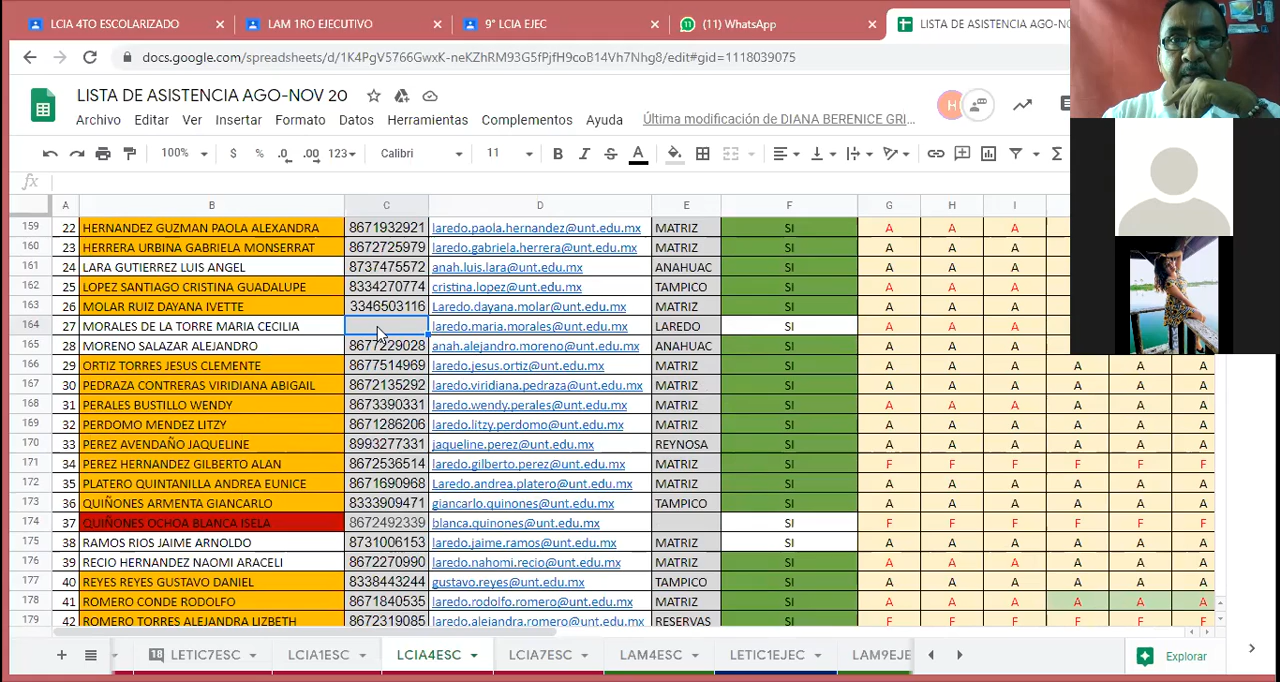 LCIA 4TO ESCOLARIZADO × LAM 1RO EJECUTIVO × 9° LCIA EJEC × (11) WhatsApp × LISTA DE ASISTENCIA AGO-NO
docs.google.com/spreadsheets/d/1K4PgV5766GwxK-neKZhRM93G5fPjfH9coB14Vh7Nhg8/edit#gid=1118039075
LISTA DE ASISTENCIA AGO-NOV 20
Archivo Editar Ver Insertar Formato Datos Herramientas Complementos Ayuda Última modificación de DIANA BERENICE GRI...
100% $ % .0 .00 123 Calibri 11 B I S A Σ
fx
A B C D E F G H I
159 22 HERNANDEZ GUZMAN PAOLA ALEXANDRA 8671932921 laredo.paola.hernandez@unt.edu.mx MATRIZ SI A A A
160 23 HERRERA URBINA GABRIELA MONSERRAT 8672725979 laredo.gabriela.herrera@unt.edu.mx MATRIZ SI A A A
161 24 LARA GUTIERREZ LUIS ANGEL 8737475572 anah.luis.lara@unt.edu.mx ANAHUAC SI A A A
162 25 LOPEZ SANTIAGO CRISTINA GUADALUPE 8334270774 cristina.lopez@unt.edu.mx TAMPICO SI A A A
163 26 MOLAR RUIZ DAYANA IVETTE 3346503116 Laredo.dayana.molar@unt.edu.mx MATRIZ SI A A A
164 27 MORALES DE LA TORRE MARIA CECILIA laredo.maria.morales@unt.edu.mx LAREDO SI A A A
165 28 MORENO SALAZAR ALEJANDRO 8677229028 anah.alejandro.moreno@unt.edu.mx ANAHUAC SI A A A
166 29 ORTIZ TORRES JESUS CLEMENTE 8677514969 laredo.jesus.ortiz@unt.edu.mx MATRIZ SI A A A A A A
167 30 PEDRAZA CONTRERAS VIRIDIANA ABIGAIL 8672135292 laredo.viridiana.pedraza@unt.edu.mx MATRIZ SI A A A A A A
168 31 PERALES BUSTILLO WENDY 8673390331 laredo.wendy.perales@unt.edu.mx MATRIZ SI A A A A A A
169 32 PERDOMO MENDEZ LITZY 8671286206 laredo.litzy.perdomo@unt.edu.mx MATRIZ SI A A A A A A
170 33 PEREZ AVENDAÑO JAQUELINE 8993277331 jaqueline.perez@unt.edu.mx REYNOSA SI A A A A A A
171 34 PEREZ HERNANDEZ GILBERTO ALAN 8672536514 laredo.gilberto.perez@unt.edu.mx MATRIZ SI F F F F F F
172 35 PLATERO QUINTANILLA ANDREA EUNICE 8671690968 Laredo.andrea.platero@unt.edu.mx MATRIZ SI A A A A A A
173 36 QUIÑONES ARMENTA GIANCARLO 8333909471 giancarlo.quinones@unt.edu.mx TAMPICO SI A A A A A A
174 37 QUIÑONES OCHOA BLANCA ISELA 8672492339 blanca.quinones@unt.edu.mx SI F F F F F F
175 38 RAMOS RIOS JAIME ARNOLDO 8731006153 laredo.jaime.ramos@unt.edu.mx MATRIZ SI A A A A A A
176 39 RECIO HERNANDEZ NAOMI ARACELI 8672270990 laredo.nahomi.recio@unt.edu.mx MATRIZ SI A A A A A A
177 40 REYES REYES GUSTAVO DANIEL 8338443244 gustavo.reyes@unt.edu.mx TAMPICO SI A A A A A A
178 41 ROMERO CONDE RODOLFO 8671840535 laredo.rodolfo.romero@unt.edu.mx MATRIZ SI A A A A A A
179 42 ROMERO TORRES ALEJANDRA LIZBETH 8672319085 laredo.alejandra.romero@unt.edu.mx RESERVAS SI F F F F F F
+ 18 LETIC7ESC LCIA1ESC LCIA4ESC LCIA7ESC LAM4ESC LETIC1EJEC LAM9EJE Explorar